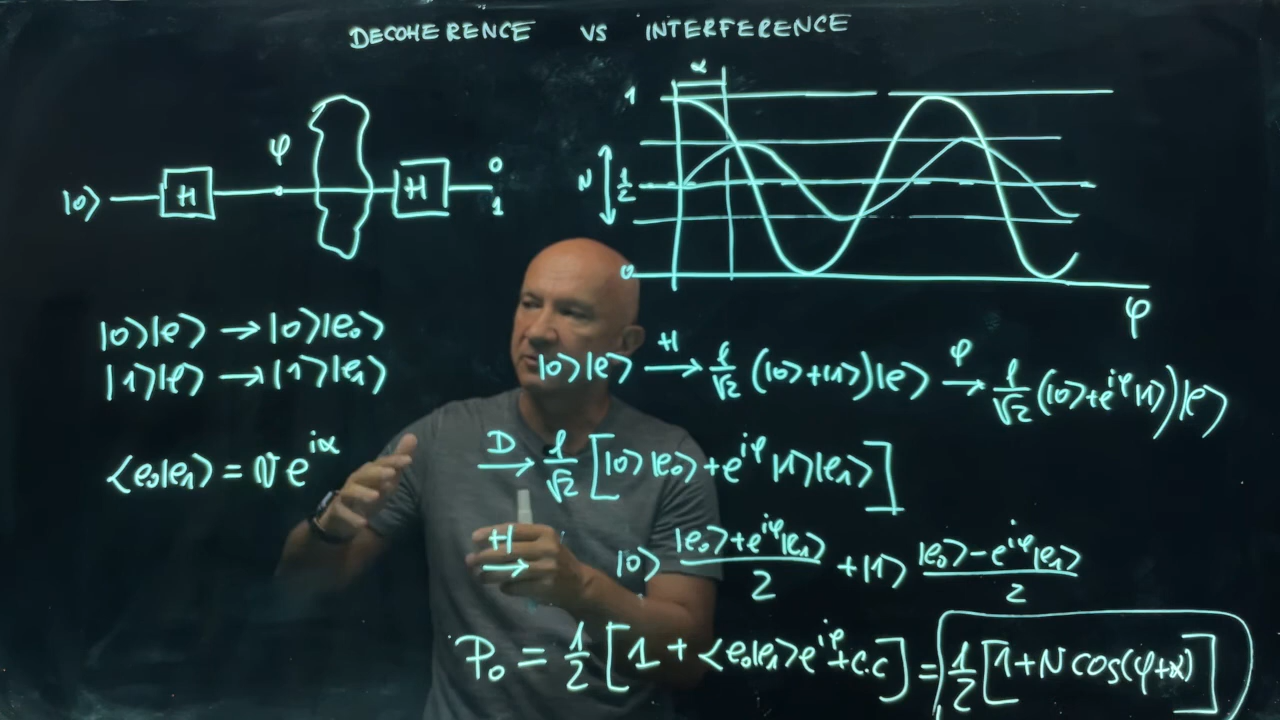 DECOHERENCE VS INTERFERENCE
|0⟩ H φ H 0 1
α
1
N 1/2
0
φ
|0⟩|e⟩ → |0⟩|e₀⟩
|1⟩|e⟩ → |1⟩|e₁⟩
⟨e₀|e₁⟩ = N e^{iα}
|0⟩|e⟩ —H→ 1/√2 (|0⟩+|1⟩)|e⟩ —φ→ 1/√2 (|0⟩+e^{iφ}|1⟩)|e⟩
—D→ 1/√2 [|0⟩|e₀⟩+e^{iφ}|1⟩|e₁⟩]
—H→ |0⟩ (|e₀⟩+e^{iφ}|e₁⟩)/2 + |1⟩ (|e₀⟩-e^{iφ}|e₁⟩)/2
P₀ = 1/2 [1 + ⟨e₀|e₁⟩e^{iφ}+c.c] = 1/2 [1+N cos(φ+α)]